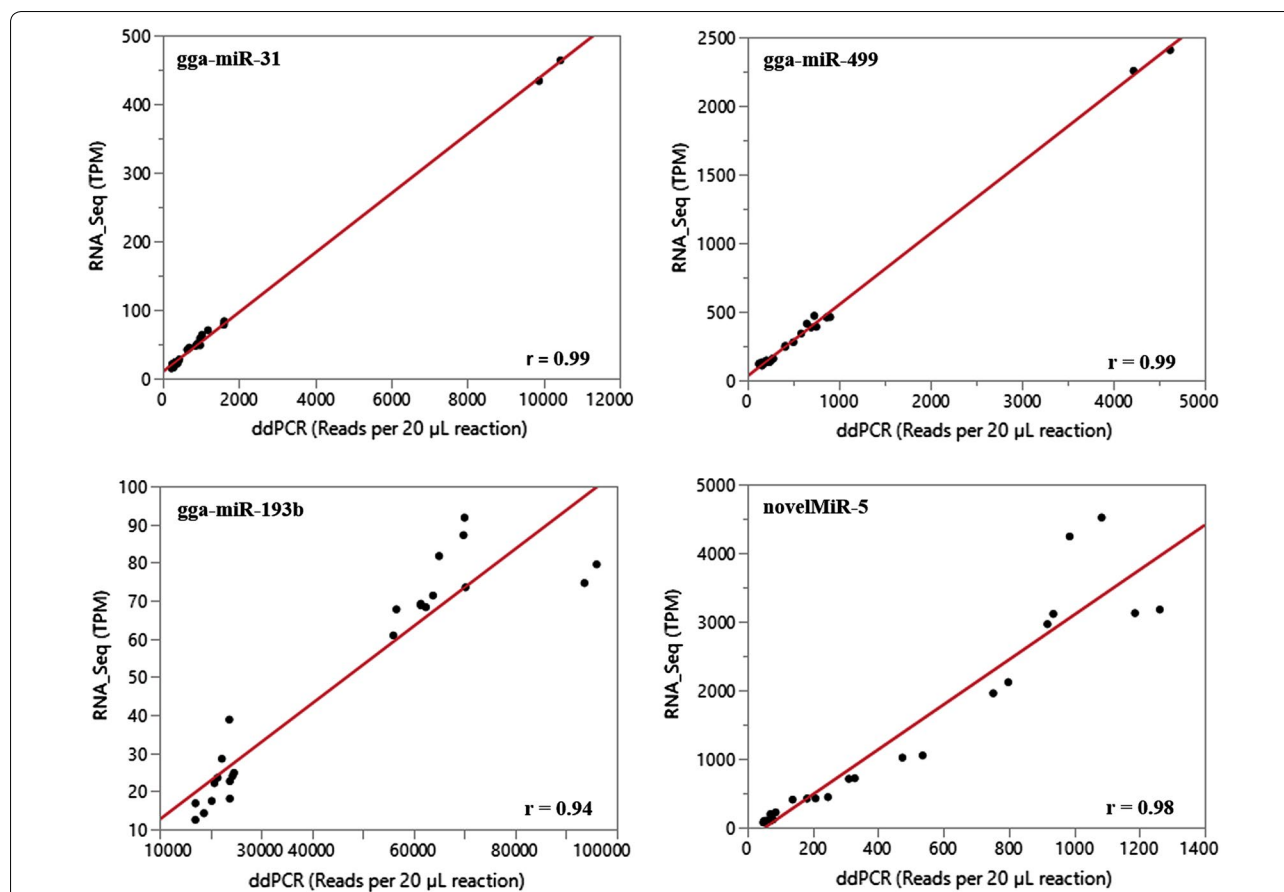 gga-miR-31
RNA_Seq (TPM)
500
400
300
200
100
0
0 2000 4000 6000 8000 10000 12000
r = 0.99
ddPCR (Reads per 20 µL reaction)
gga-miR-499
RNA_Seq (TPM)
2500
2000
1500
1000
500
0
0 1000 2000 3000 4000 5000
r = 0.99
ddPCR (Reads per 20 µL reaction)
gga-miR-193b
RNA_Seq (TPM)
100
90
80
70
60
50
40
30
20
10
10000 20000 30000 40000 60000 80000 100000
r = 0.94
ddPCR (Reads per 20 µL reaction)
novelMiR-5
RNA_Seq (TPM)
5000
4000
3000
2000
1000
0
0 200 400 600 800 1000 1200 1400
r = 0.98
ddPCR (Reads per 20 µL reaction)